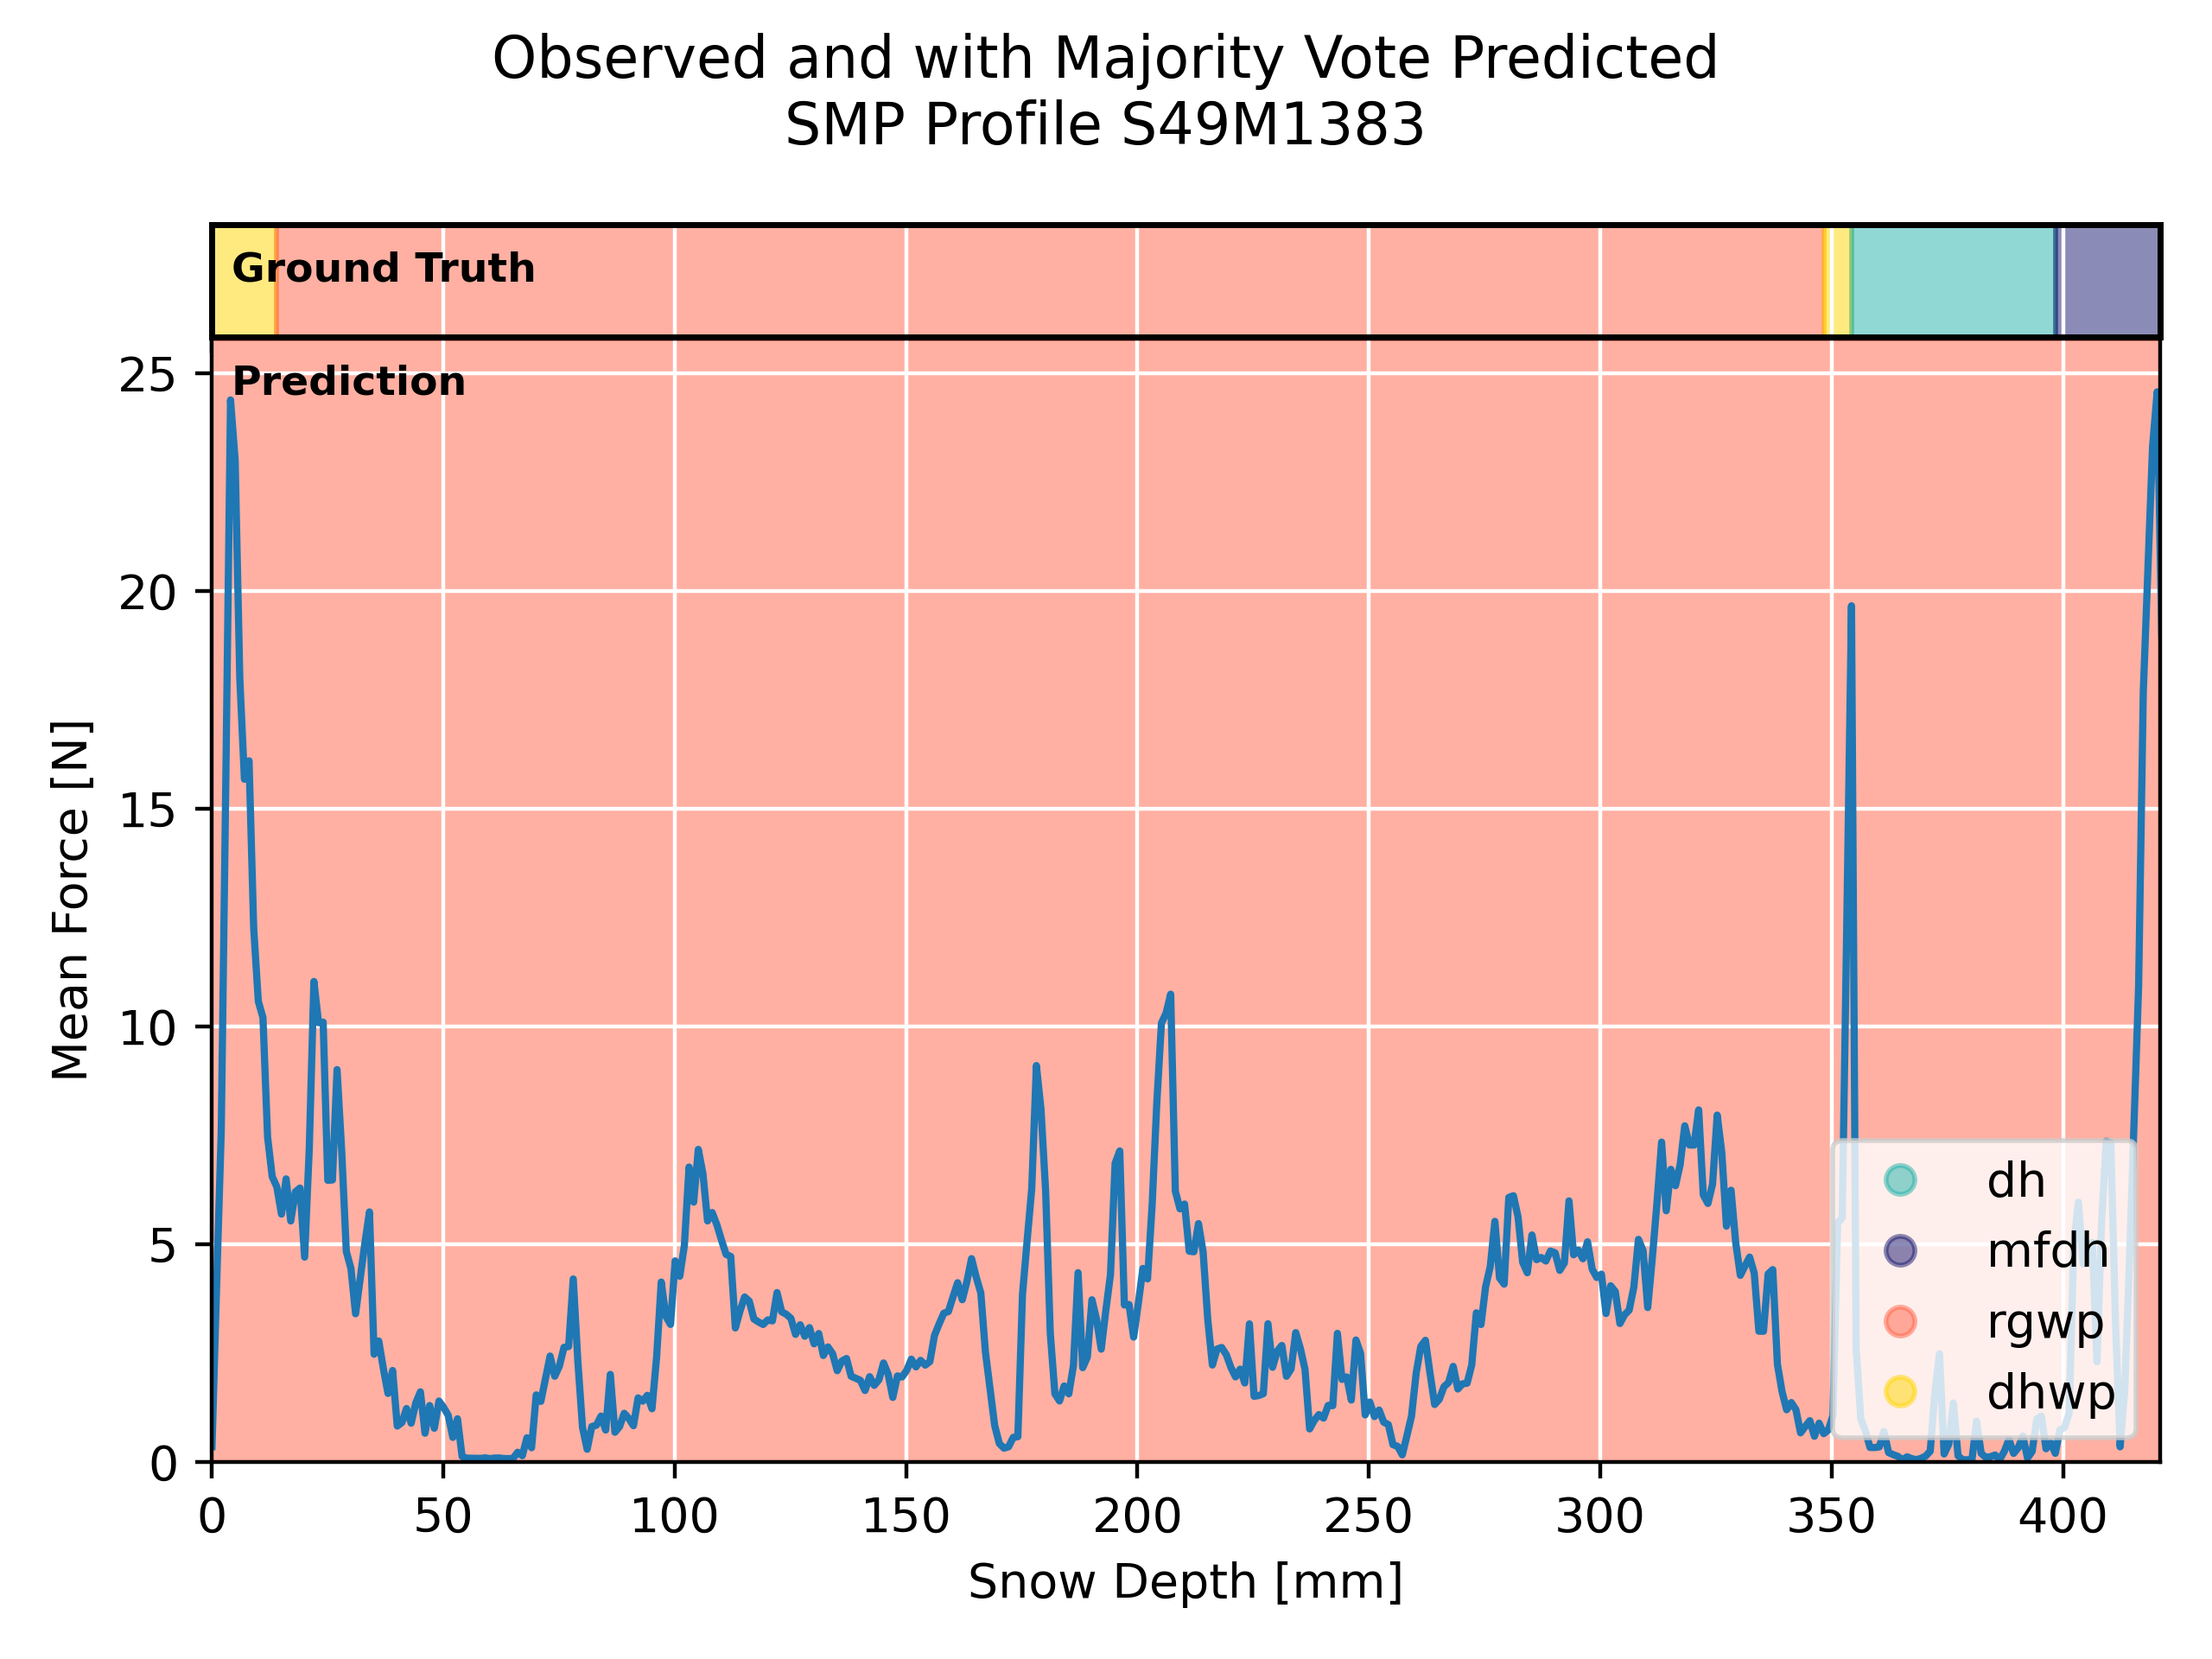 Observed and with Majority Vote Predicted
SMP Profile S49M1383
Ground Truth
Prediction
25
20
15
10
5
0
Mean Force [N]
dh
mfdh
rgwp
dhwp
0 50 100 150 200 250 300 350 400
Snow Depth [mm]